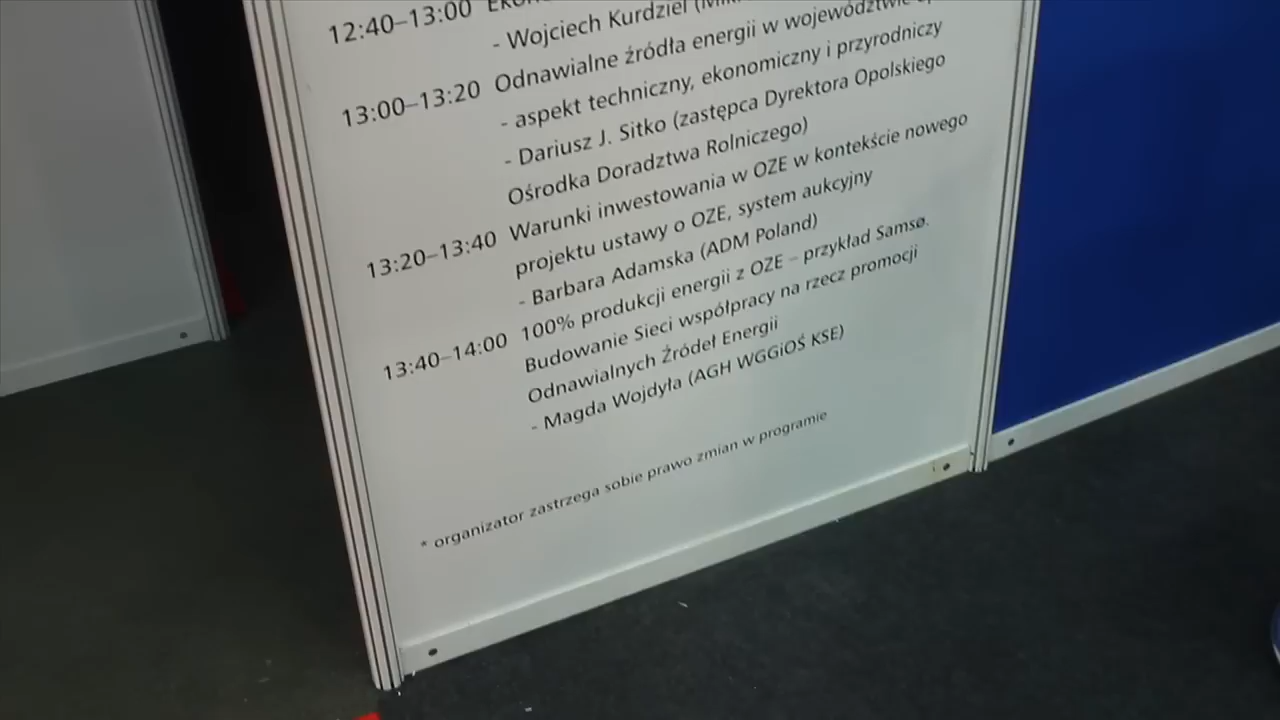 12:40–13:00
- Wojciech Kurdziel
13:00–13:20 Odnawialne źródła energii w województwie
- aspekt techniczny, ekonomiczny i przyrodniczy
- Dariusz J. Sitko (zastępca Dyrektora Opolskiego
Ośrodka Doradztwa Rolniczego)
13:20–13:40 Warunki inwestowania w OZE w kontekście nowego
projektu ustawy o OZE, system aukcyjny
- Barbara Adamska (ADM Poland)
13:40–14:00 100% produkcji energii z OZE – przykład Samsø.
Budowanie Sieci współpracy na rzecz promocji
Odnawialnych Źródeł Energii
- Magda Wojdyła (AGH WGGiOŚ KSE)
* organizator zastrzega sobie prawo zmian w programie